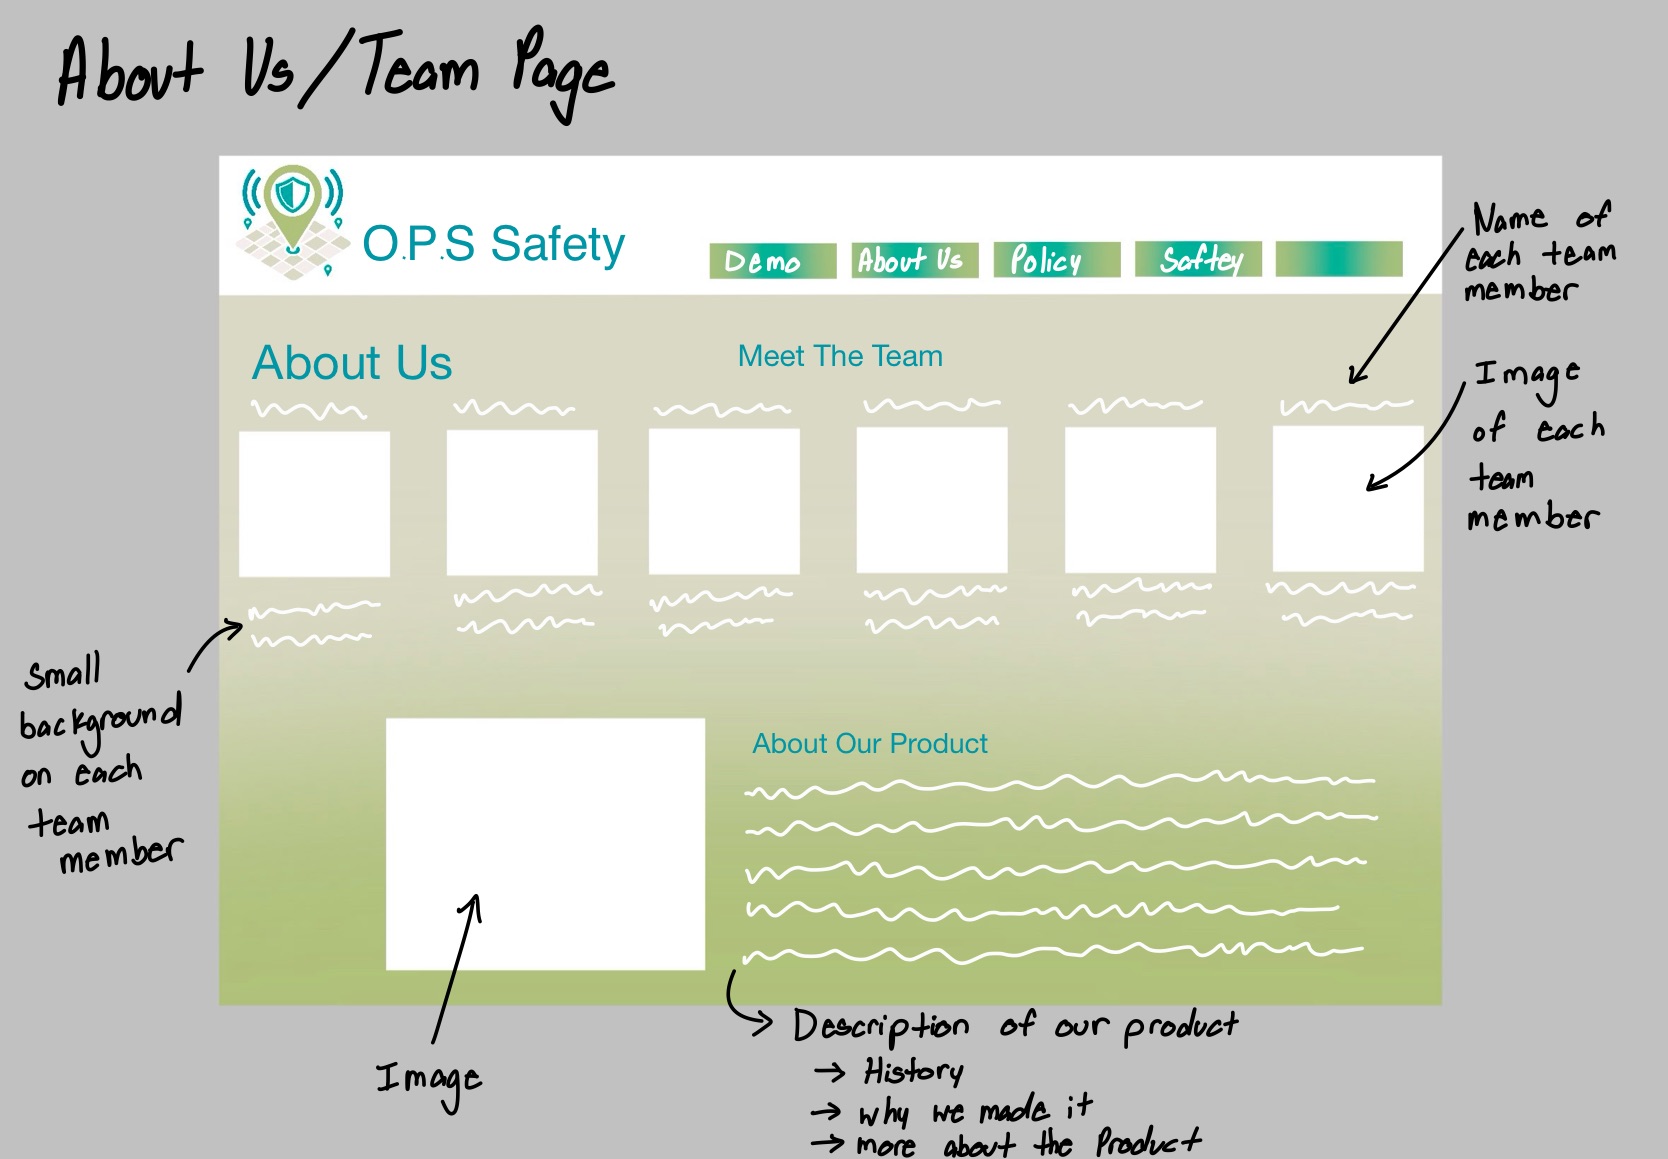 About Us/Team Page
O.P.S Safety
Demo
About Us
Policy
Saftey
Name of
each team
member
About Us
Meet The Team
Image
of each
team
member
Small
background
on each
team
member
About Our Product
Image
Description of our product
→ History
→ why we made it
→ more about the Product